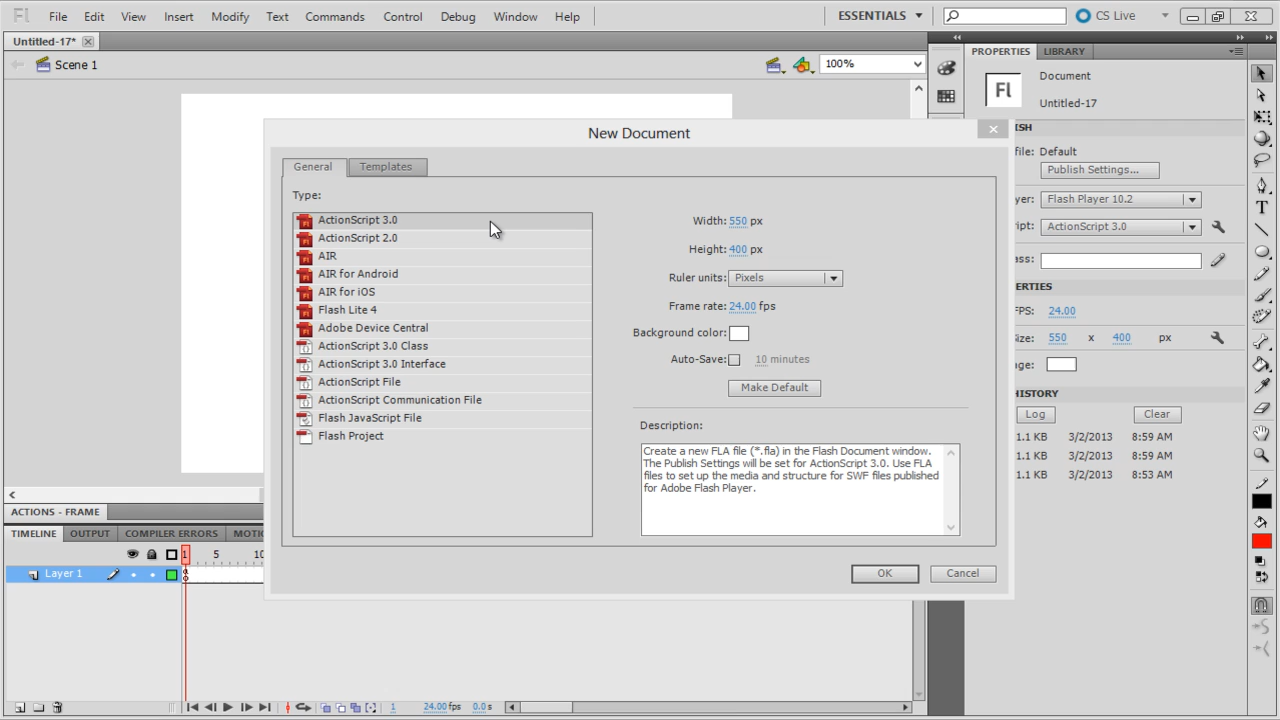 Fl File Edit View Insert Modify Text Commands Control Debug Window Help ESSENTIALS CS Live
Untitled-17*
Scene 1 100%
PROPERTIES LIBRARY
Fl Document
Untitled-17
ISH
file: Default
Publish Settings...
yer: Flash Player 10.2
ript: ActionScript 3.0
ass:
ERTIES
FPS: 24.00
Size: 550 x 400 px
age:
HISTORY
Log Clear
1.1 KB 3/2/2013 8:59 AM
1.1 KB 3/2/2013 8:59 AM
1.1 KB 3/2/2013 8:53 AM
New Document
General Templates
Type:
ActionScript 3.0
ActionScript 2.0
AIR
AIR for Android
AIR for iOS
Flash Lite 4
Adobe Device Central
ActionScript 3.0 Class
ActionScript 3.0 Interface
ActionScript File
ActionScript Communication File
Flash JavaScript File
Flash Project
Width: 550 px
Height: 400 px
Ruler units: Pixels
Frame rate: 24.00 fps
Background color:
Auto-Save: 10 minutes
Make Default
Description:
Create a new FLA file (*.fla) in the Flash Document window.
The Publish Settings will be set for ActionScript 3.0. Use FLA
files to set up the media and structure for SWF files published
for Adobe Flash Player.
OK Cancel
ACTIONS - FRAME
TIMELINE OUTPUT COMPILER ERRORS MOTI
1 5 10
Layer 1
1 24.00 fps 0.0 s